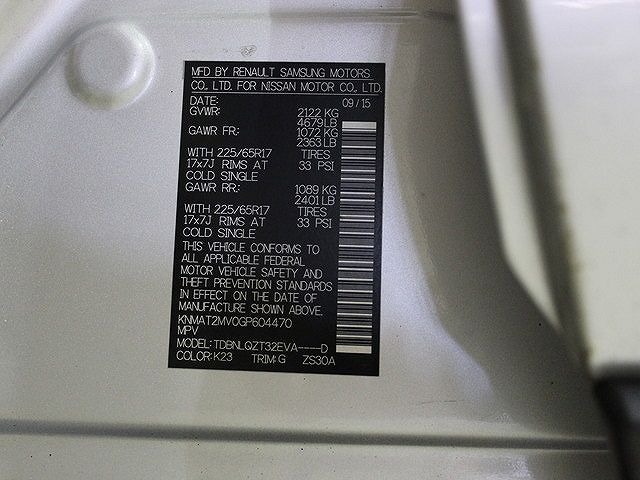 MFD BY RENAULT SAMSUNG MOTORS
CO., LTD. FOR NISSAN MOTOR CO., LTD.
DATE: 09/15
GVWR: 2122 KG
4679 LB
GAWR FR: 1072 KG
2363 LB
WITH 225/65R17 TIRES
17x7J RIMS AT 33 PSI
COLD SINGLE
GAWR RR: 1089 KG
2401 LB
WITH 225/65R17 TIRES
17x7J RIMS AT 33 PSI
COLD SINGLE
THIS VEHICLE CONFORMS TO
ALL APPLICABLE FEDERAL
MOTOR VEHICLE SAFETY AND
THEFT PREVENTION STANDARDS
IN EFFECT ON THE DATE OF
MANUFACTURE SHOWN ABOVE.
KNMAT2MV0GP604470
MPV
MODEL: TDBNLQZT32EVA----D
COLOR: K23 TRIM: G ZS30A